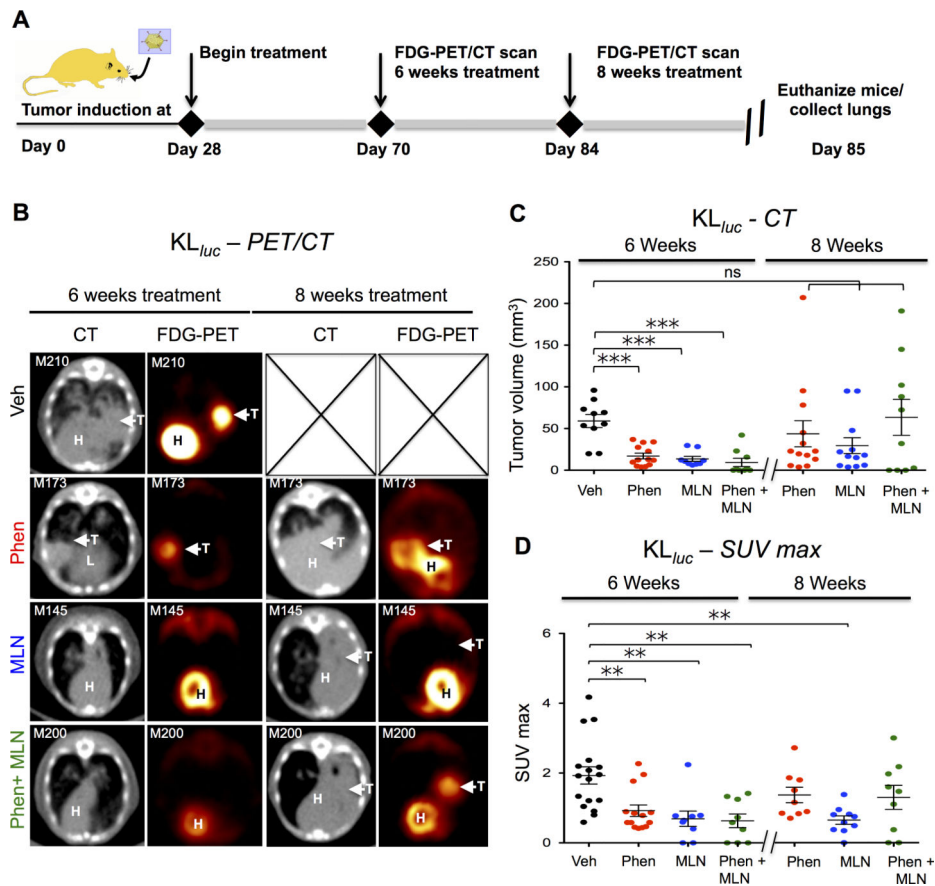 A
Begin treatment
FDG-PET/CT scan
6 weeks treatment
FDG-PET/CT scan
8 weeks treatment
Euthanize mice/
collect lungs
Tumor induction at
Day 0
Day 28
Day 70
Day 84
Day 85
B
KLluc – PET/CT
6 weeks treatment
8 weeks treatment
CT
FDG-PET
CT
FDG-PET
Veh
M210
T
H
M210
T
H
Phen
M173
T
L
M173
T
M173
T
H
M173
T
H
MLN
M145
H
M145
H
M145
T
H
M145
T
H
Phen+ MLN
M200
H
M200
H
M200
T
H
M200
T
H
C
KLluc - CT
6 Weeks
8 Weeks
Tumor volume (mm³)
250
200
150
100
50
0
ns
***
***
***
Veh
Phen
MLN
Phen +
MLN
Phen
MLN
Phen +
MLN
D
KLluc – SUV max
6 Weeks
8 Weeks
SUV max
6
4
2
0
**
**
**
**
Veh
Phen
MLN
Phen +
MLN
Phen
MLN
Phen +
MLN